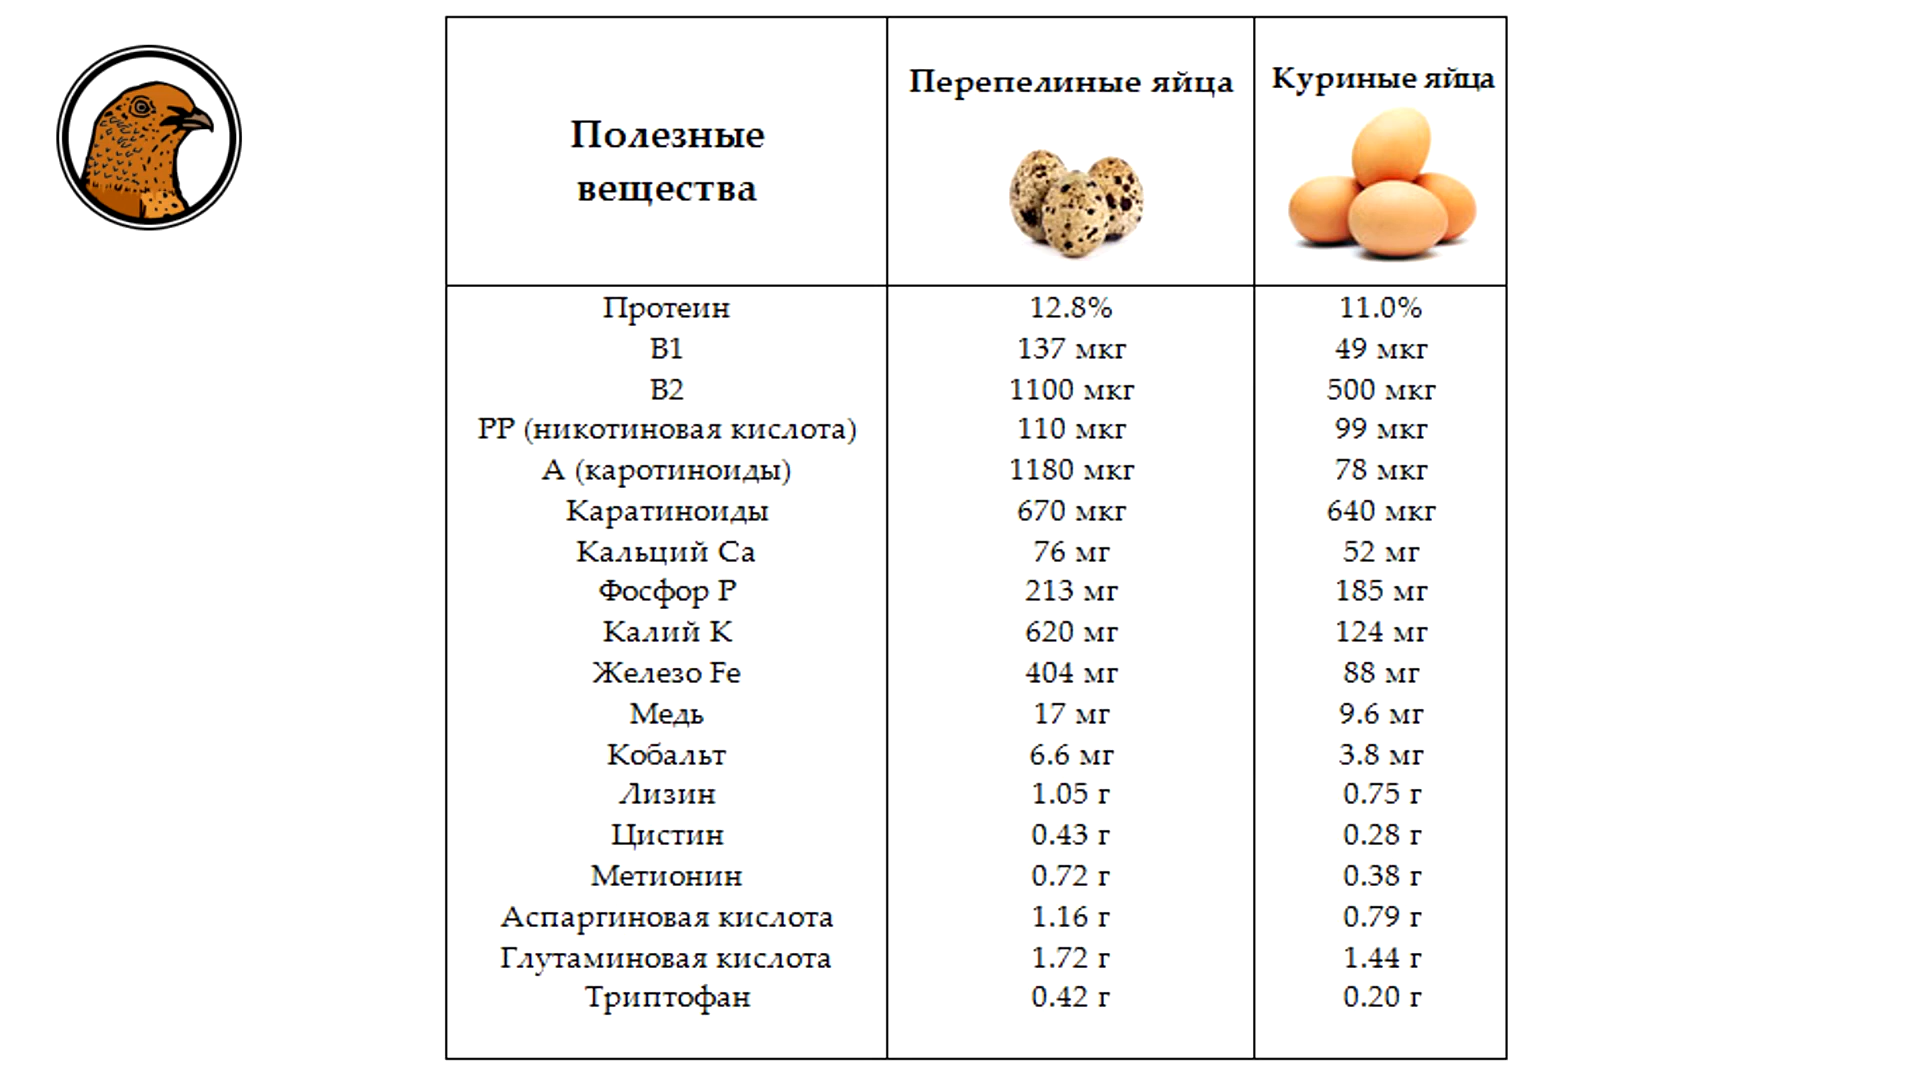 Полезные
вещества
Перепелиные яйца
Куриные яйца
Протеин 12.8% 11.0%
B1 137 мкг 49 мкг
B2 1100 мкг 500 мкг
PP (никотиновая кислота) 110 мкг 99 мкг
А (каротиноиды) 1180 мкг 78 мкг
Каратиноиды 670 мкг 640 мкг
Кальций Ca 76 мг 52 мг
Фосфор P 213 мг 185 мг
Калий K 620 мг 124 мг
Железо Fe 404 мг 88 мг
Медь 17 мг 9.6 мг
Кобальт 6.6 мг 3.8 мг
Лизин 1.05 г 0.75 г
Цистин 0.43 г 0.28 г
Метионин 0.72 г 0.38 г
Аспаргиновая кислота 1.16 г 0.79 г
Глутаминовая кислота 1.72 г 1.44 г
Триптофан 0.42 г 0.20 г